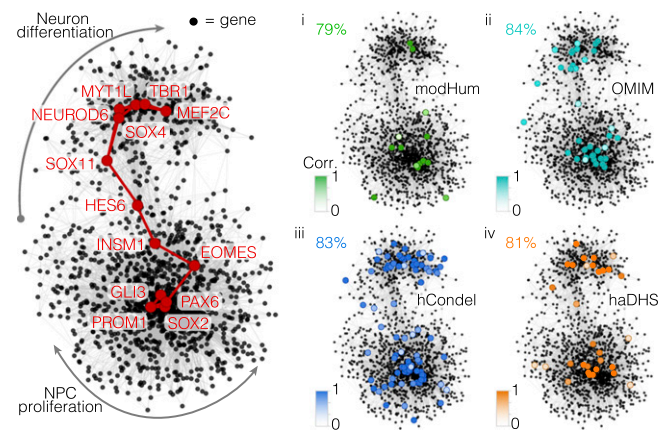 Neuron
differentiation
● = gene
MYT1L
TBR1
NEUROD6
MEF2C
SOX4
SOX11
HES6
INSM1
EOMES
GLI3
PAX6
PROM1
SOX2
NPC
proliferation
i
79%
modHum
Corr.
1
0
ii
84%
OMIM
1
0
iii
83%
hCondel
1
0
iv
81%
haDHS
1
0